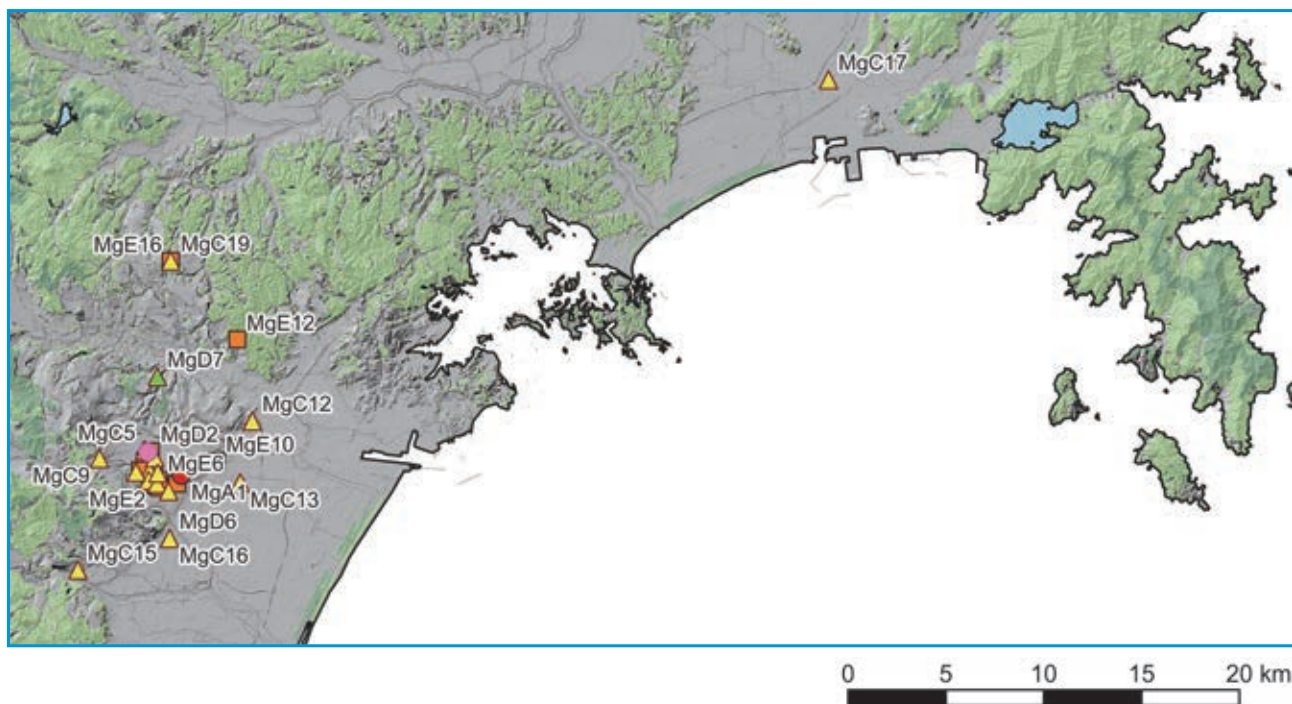 MgC17
MgE16 MgC19
MgE12
MgD7
MgC12
MgC5 MgD2
MgE10
MgC9 MgE6
MgE2 MgA1 MgC13
MgD6
MgC15 MgC16
0 5 10 15 20 km